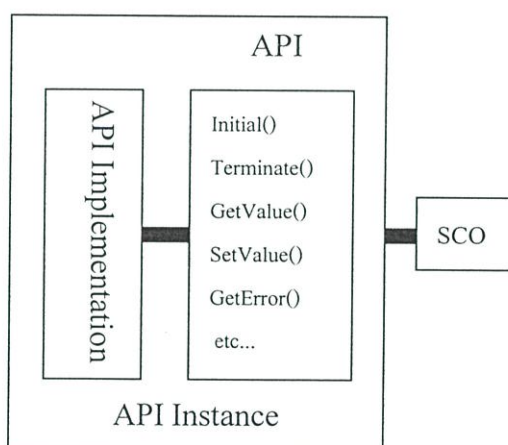 API
API Implementation
Initial()
Terminate()
GetValue()
SetValue()
GetError()
etc...
SCO
API Instance